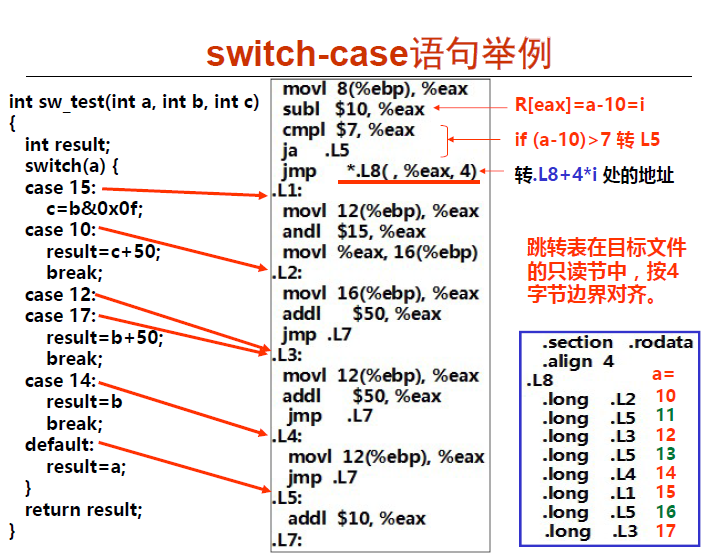 switch-case语句举例
int sw_test(int a, int b, int c)
{
int result;
switch(a) {
case 15:
c=b&0x0f;
case 10:
result=c+50;
break;
case 12:
case 17:
result=b+50;
break;
case 14:
result=b
break;
default:
result=a;
}
return result;
}
movl 8(%ebp), %eax
subl $10, %eax
cmpl $7, %eax
ja .L5
jmp *.L8( , %eax, 4)
.L1:
movl 12(%ebp), %eax
andl $15, %eax
movl %eax, 16(%ebp)
.L2:
movl 16(%ebp), %eax
addl $50, %eax
jmp .L7
.L3:
movl 12(%ebp), %eax
addl $50, %eax
jmp .L7
.L4:
movl 12(%ebp), %eax
jmp .L7
.L5:
addl $10, %eax
.L7:
R[eax]=a-10=i
if (a-10)>7 转 L5
转.L8+4*i 处的地址
跳转表在目标文件
的只读节中，按4
字节边界对齐。
.section .rodata
.align 4
a=
.L8
.long .L2 10
.long .L5 11
.long .L3 12
.long .L5 13
.long .L4 14
.long .L1 15
.long .L5 16
.long .L3 17